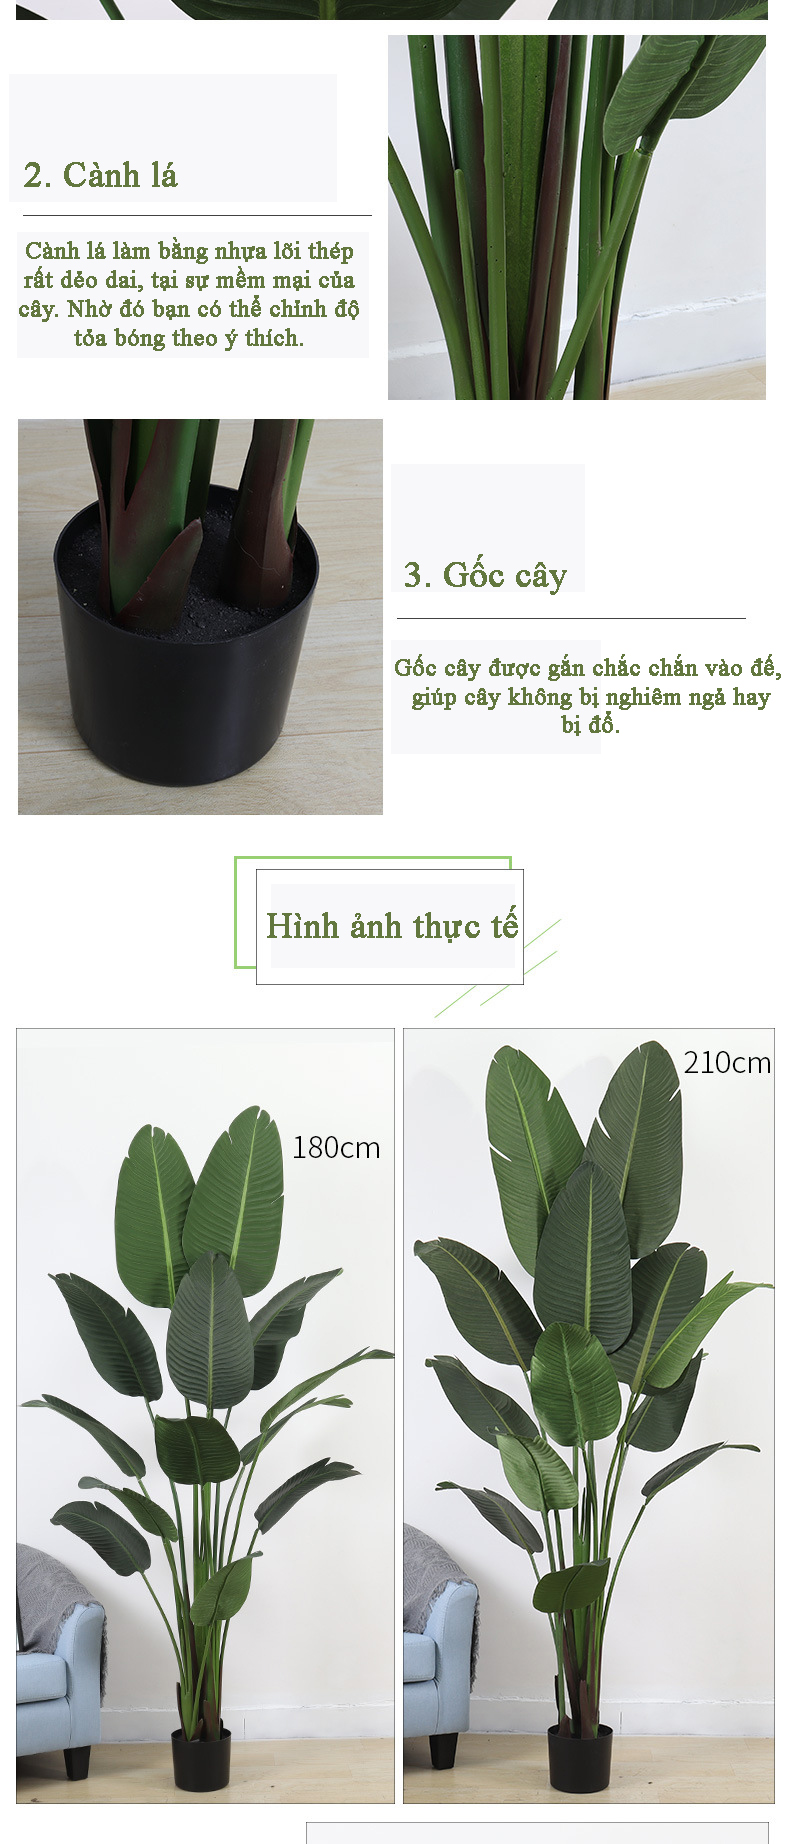 2. Cành lá
Cành lá làm bằng nhựa lõi thép
rất dẻo dai, tại sự mềm mại của
cây. Nhờ đó bạn có thể chỉnh độ
tỏa bóng theo ý thích.
3. Gốc cây
Gốc cây được gắn chắc chắn vào đế,
giúp cây không bị nghiêm ngả hay
bị đổ.
Hình ảnh thực tế
180cm
210cm